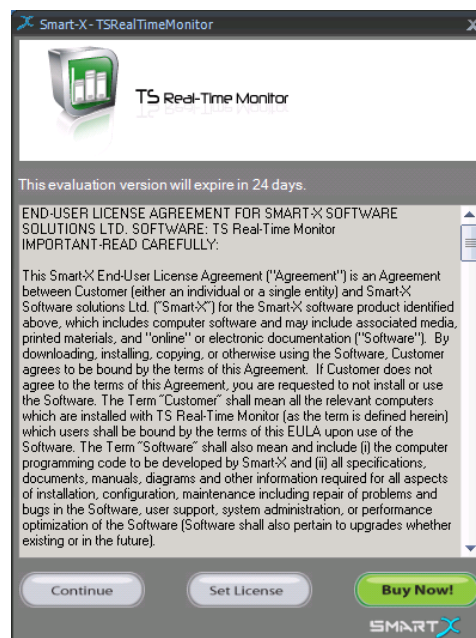 Smart-X - TSRealTimeMonitor
TS Real-Time Monitor
This evaluation version will expire in 24 days.
END-USER LICENSE AGREEMENT FOR SMART-X SOFTWARE
SOLUTIONS LTD. SOFTWARE: TS Real-Time Monitor
IMPORTANT-READ CAREFULLY:
This Smart-X End-User License Agreement ("Agreement") is an Agreement
between Customer (either an individual or a single entity) and Smart-X
Software solutions Ltd. ("Smart-X") for the Smart-X software product identified
above, which includes computer software and may include associated media,
printed materials, and "online" or electronic documentation ("Software"). By
downloading, installing, copying, or otherwise using the Software, Customer
agrees to be bound by the terms of this Agreement. If Customer does not
agree to the terms of this Agreement, you are requested to not install or use
the Software. The Term "Customer" shall mean all the relevant computers
which are installed with TS Real-Time Monitor (as the term is defined herein)
which users shall be bound by the terms of this EULA upon use of the
Software. The Term "Software" shall also mean and include (i) the computer
programming code to be developed by Smart-X and (ii) all specifications,
documents, manuals, diagrams and other information required for all aspects
of installation, configuration, maintenance including repair of problems and
bugs in the Software, user support, system administration, or performance
optimization of the Software (Software shall also pertain to upgrades whether
existing or in the future).
Continue
Set License
Buy Now!
SMARTX